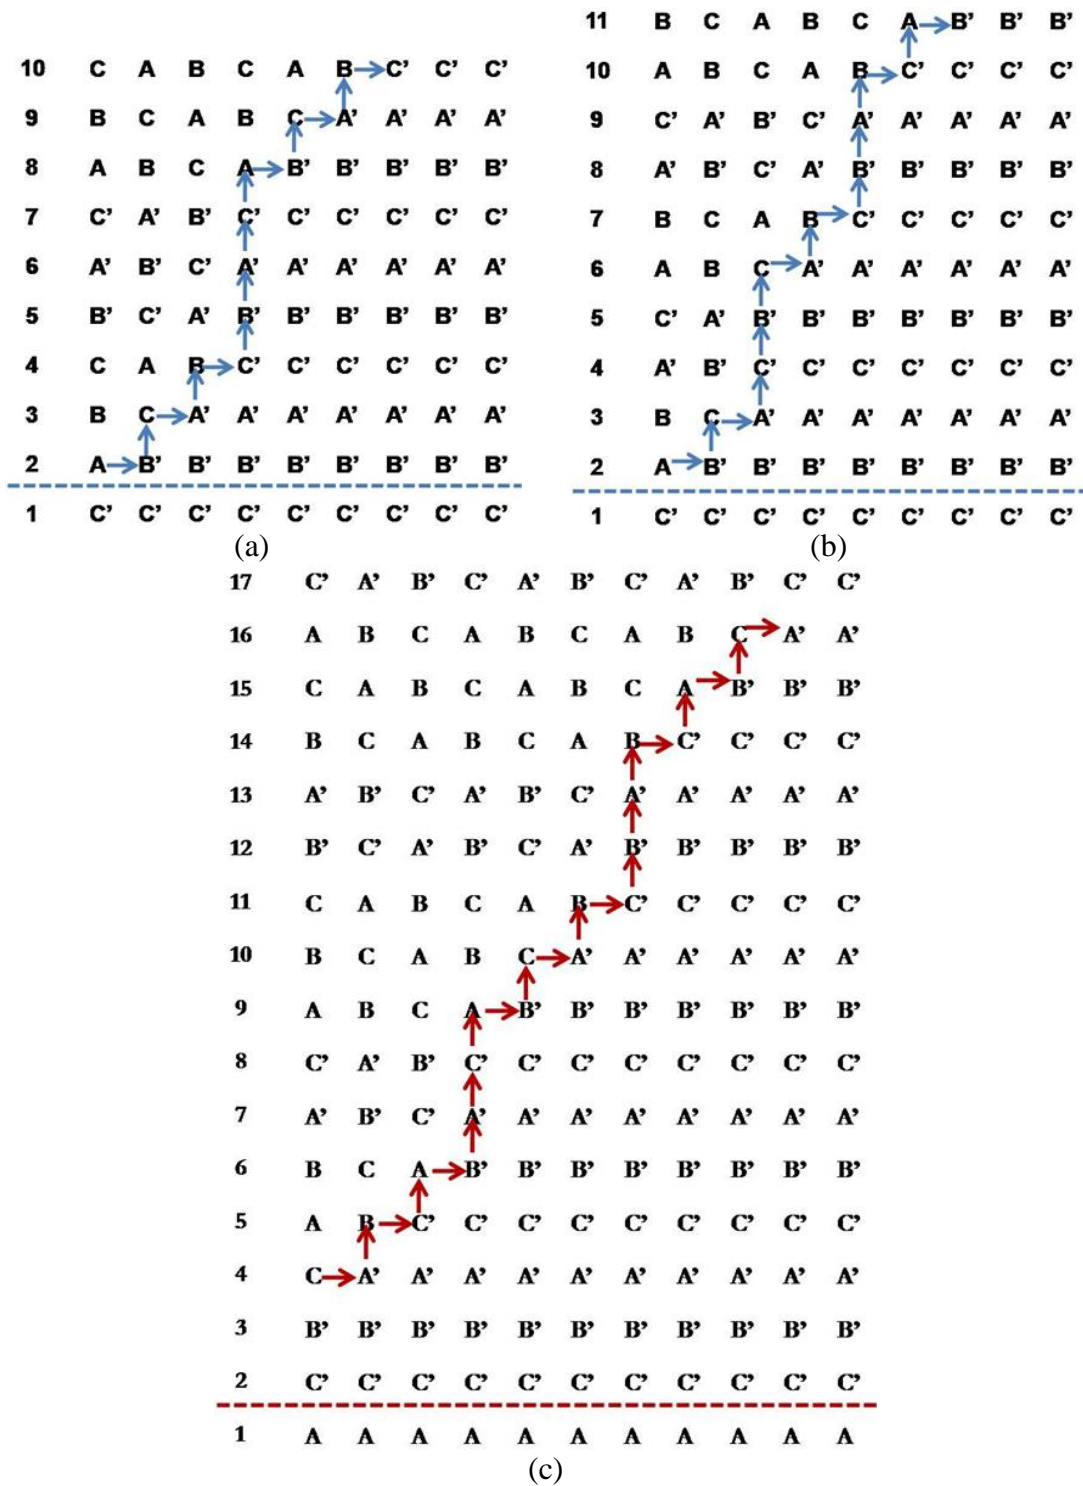 10 C A B C A B C’ C’ C’
9 B C A B C A’ A’ A’ A’
8 A B C A B’ B’ B’ B’ B’
7 C’ A’ B’ C’ C’ C’ C’ C’ C’
6 A’ B’ C’ A’ A’ A’ A’ A’ A’
5 B’ C’ A’ B’ B’ B’ B’ B’ B’
4 C A B C’ C’ C’ C’ C’ C’
3 B C A’ A’ A’ A’ A’ A’ A’
2 A B’ B’ B’ B’ B’ B’ B’ B’
1 C’ C’ C’ C’ C’ C’ C’ C’ C’
(a)
11 B C A B C A B’ B’ B’
10 A B C A B C’ C’ C’ C’
9 C’ A’ B’ C’ A’ A’ A’ A’ A’
8 A’ B’ C’ A’ B’ B’ B’ B’ B’
7 B C A B C’ C’ C’ C’ C’
6 A B C A’ A’ A’ A’ A’ A’
5 C’ A’ B’ B’ B’ B’ B’ B’ B’
4 A’ B’ C’ C’ C’ C’ C’ C’ C’
3 B C A’ A’ A’ A’ A’ A’ A’
2 A B’ B’ B’ B’ B’ B’ B’ B’
1 C’ C’ C’ C’ C’ C’ C’ C’ C’
(b)
17 C’ A’ B’ C’ A’ B’ C’ A’ B’ C’ C’
16 A B C A B C A B C A’ A’
15 C A B C A B C A B’ B’ B’
14 B C A B C A B C’ C’ C’ C’
13 A’ B’ C’ A’ B’ C’ A’ A’ A’ A’ A’
12 B’ C’ A’ B’ C’ A’ B’ B’ B’ B’ B’
11 C A B C A B C’ C’ C’ C’ C’
10 B C A B C A’ A’ A’ A’ A’ A’
9 A B C A B’ B’ B’ B’ B’ B’ B’
8 C’ A’ B’ C’ C’ C’ C’ C’ C’ C’ C’
7 A’ B’ C’ A’ A’ A’ A’ A’ A’ A’ A’
6 B C A B’ B’ B’ B’ B’ B’ B’ B’
5 A B C’ C’ C’ C’ C’ C’ C’ C’ C’
4 C A’ A’ A’ A’ A’ A’ A’ A’ A’ A’
3 B’ B’ B’ B’ B’ B’ B’ B’ B’ B’ B’
2 C’ C’ C’ C’ C’ C’ C’ C’ C’ C’ C’
1 A A A A A A A A A A A
(c)